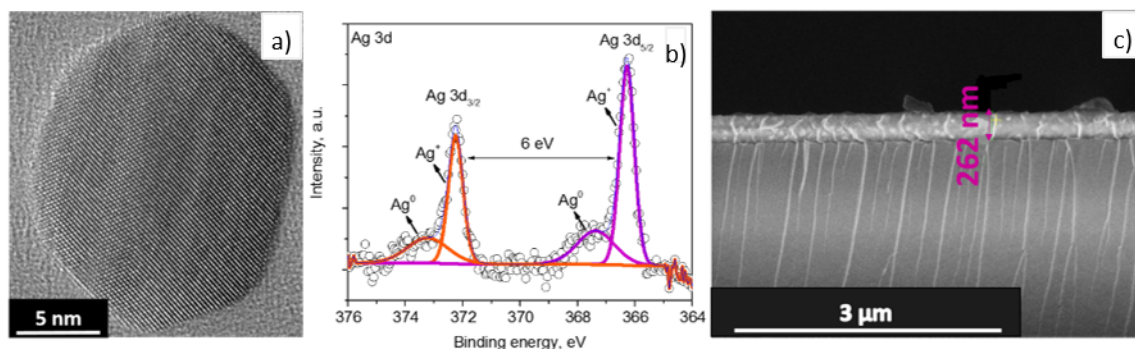 a)
5 nm
Ag 3d
b)
Ag 3d5/2
Ag 3d3/2
Ag+
Ag*
6 eV
Ag0
Ag0
Intensity, a.u.
376 374 372 370 368 366 364
Binding energy, eV
c)
262 nm
3 µm